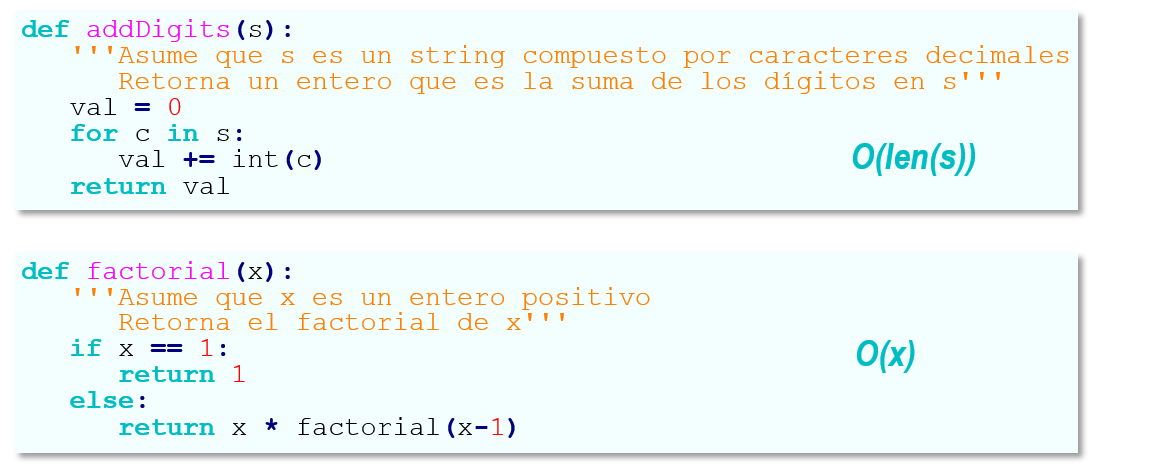 def addDigits(s):
   '''Asume que s es un string compuesto por caracteres decimales
      Retorna un entero que es la suma de los dígitos en s'''
   val = 0
   for c in s:
      val += int(c)
   return val
O(len(s))
def factorial(x):
   '''Asume que x es un entero positivo
      Retorna el factorial de x'''
   if x == 1:
      return 1
   else:
      return x * factorial(x-1)
O(x)